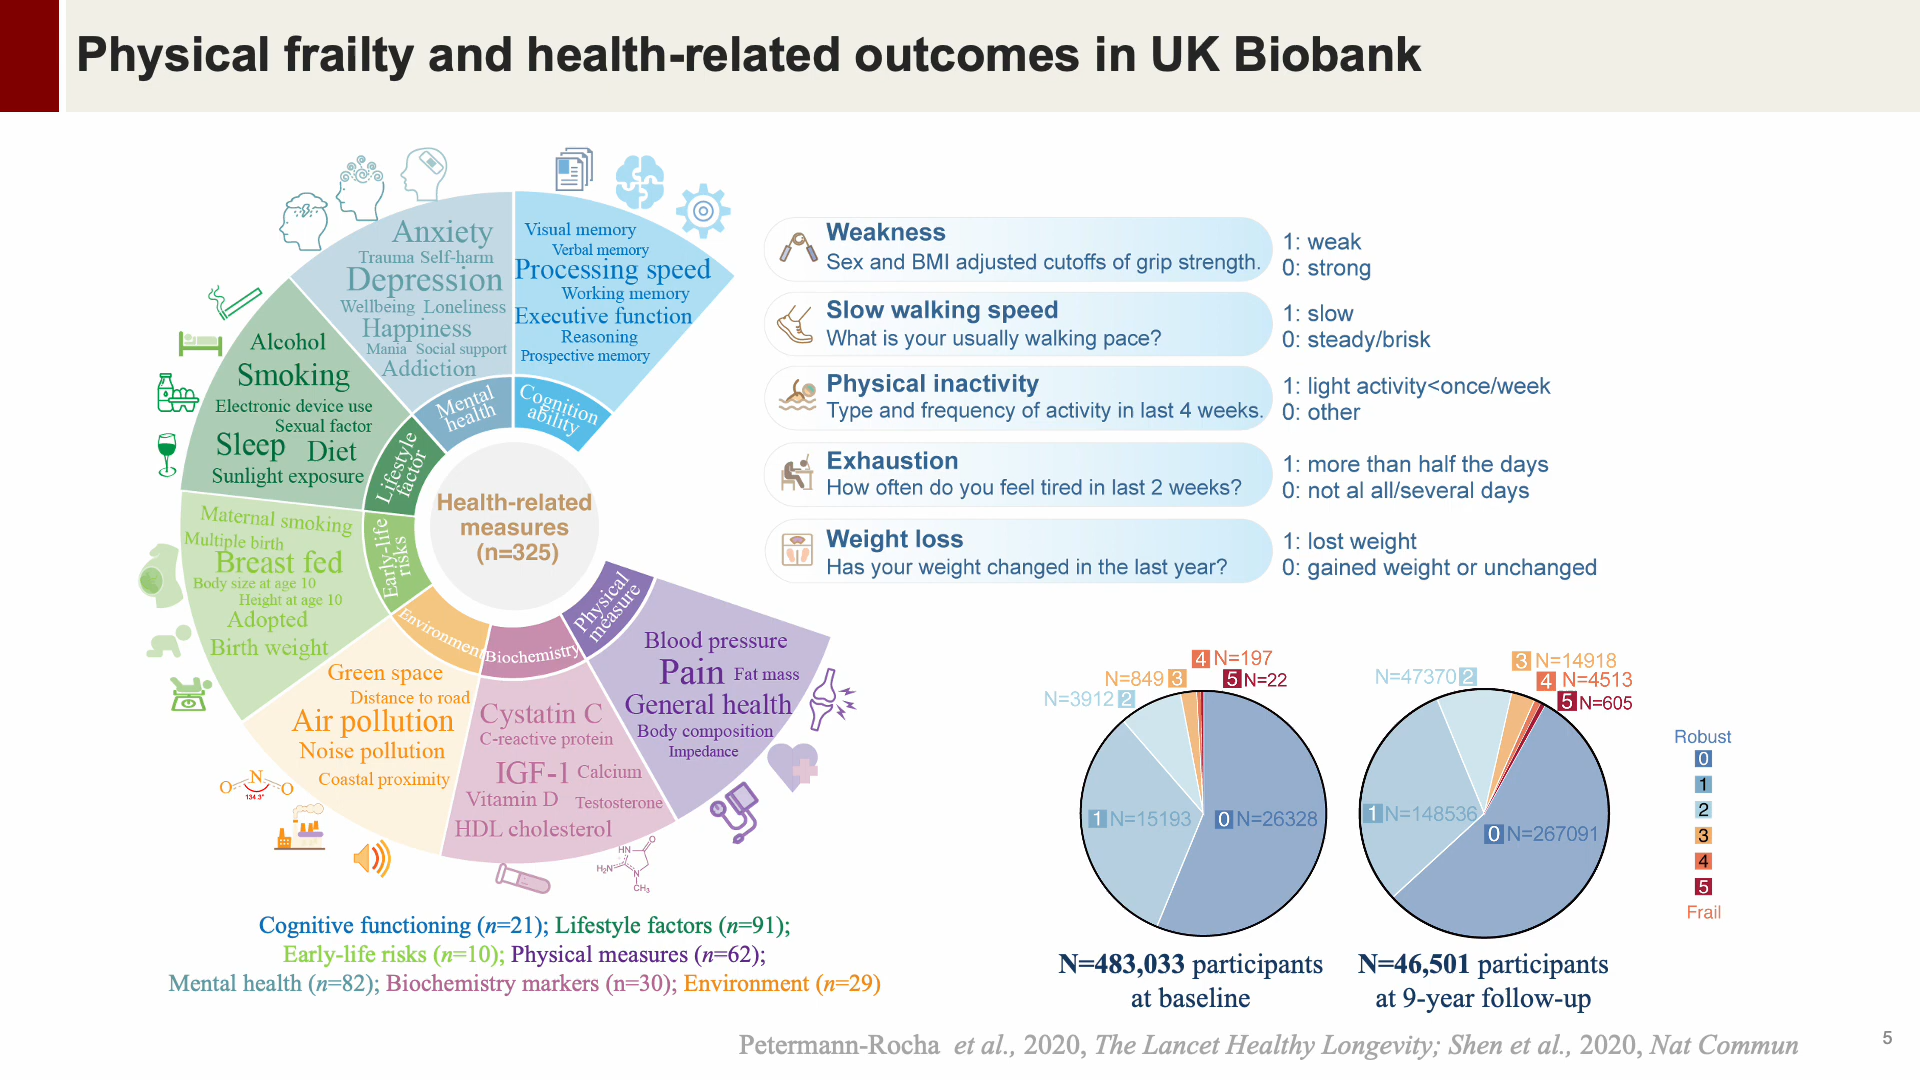 Physical frailty and health-related outcomes in UK Biobank
Anxiety
Trauma Self-harm
Depression
Wellbeing Loneliness
Happiness
Mania Social support
Addiction
Mental health
Visual memory
Verbal memory
Processing speed
Working memory
Executive function
Reasoning
Prospective memory
Cognition ability
Alcohol
Smoking
Electronic device use
Sexual factor
Sleep Diet
Sunlight exposure
Lifestyle factor
Maternal smoking
Multiple birth
Breast fed
Body size at age 10
Height at age 10
Adopted
Birth weight
Early-life risks
Health-related
measures
(n=325)
Green space
Distance to road
Air pollution
Noise pollution
Coastal proximity
Environment
O N O
134.3°
Cystatin C
C-reactive protein
IGF-1 Calcium
Vitamin D Testosterone
HDL cholesterol
Biochemistry
HN O
H₂N N
CH₃
Blood pressure
Pain Fat mass
General health
Body composition
Impedance
Physical measure
Cognitive functioning (n=21); Lifestyle factors (n=91);
Early-life risks (n=10); Physical measures (n=62);
Mental health (n=82); Biochemistry markers (n=30); Environment (n=29)
Weakness
Sex and BMI adjusted cutoffs of grip strength.
1: weak
0: strong
Slow walking speed
What is your usually walking pace?
1: slow
0: steady/brisk
Physical inactivity
Type and frequency of activity in last 4 weeks.
1: light activity<once/week
0: other
Exhaustion
How often do you feel tired in last 2 weeks?
1: more than half the days
0: not al all/several days
Weight loss
Has your weight changed in the last year?
1: lost weight
0: gained weight or unchanged
4 N=197
N=849 3
5 N=22
N=3912 2
1 N=15193
0 N=26328
N=483,033 participants
at baseline
3 N=14918
N=47370 2
4 N=4513
5 N=605
1 N=148536
0 N=267091
N=46,501 participants
at 9-year follow-up
Robust
0
1
2
3
4
5
Frail
Petermann-Rocha et al., 2020, The Lancet Healthy Longevity; Shen et al., 2020, Nat Commun
5